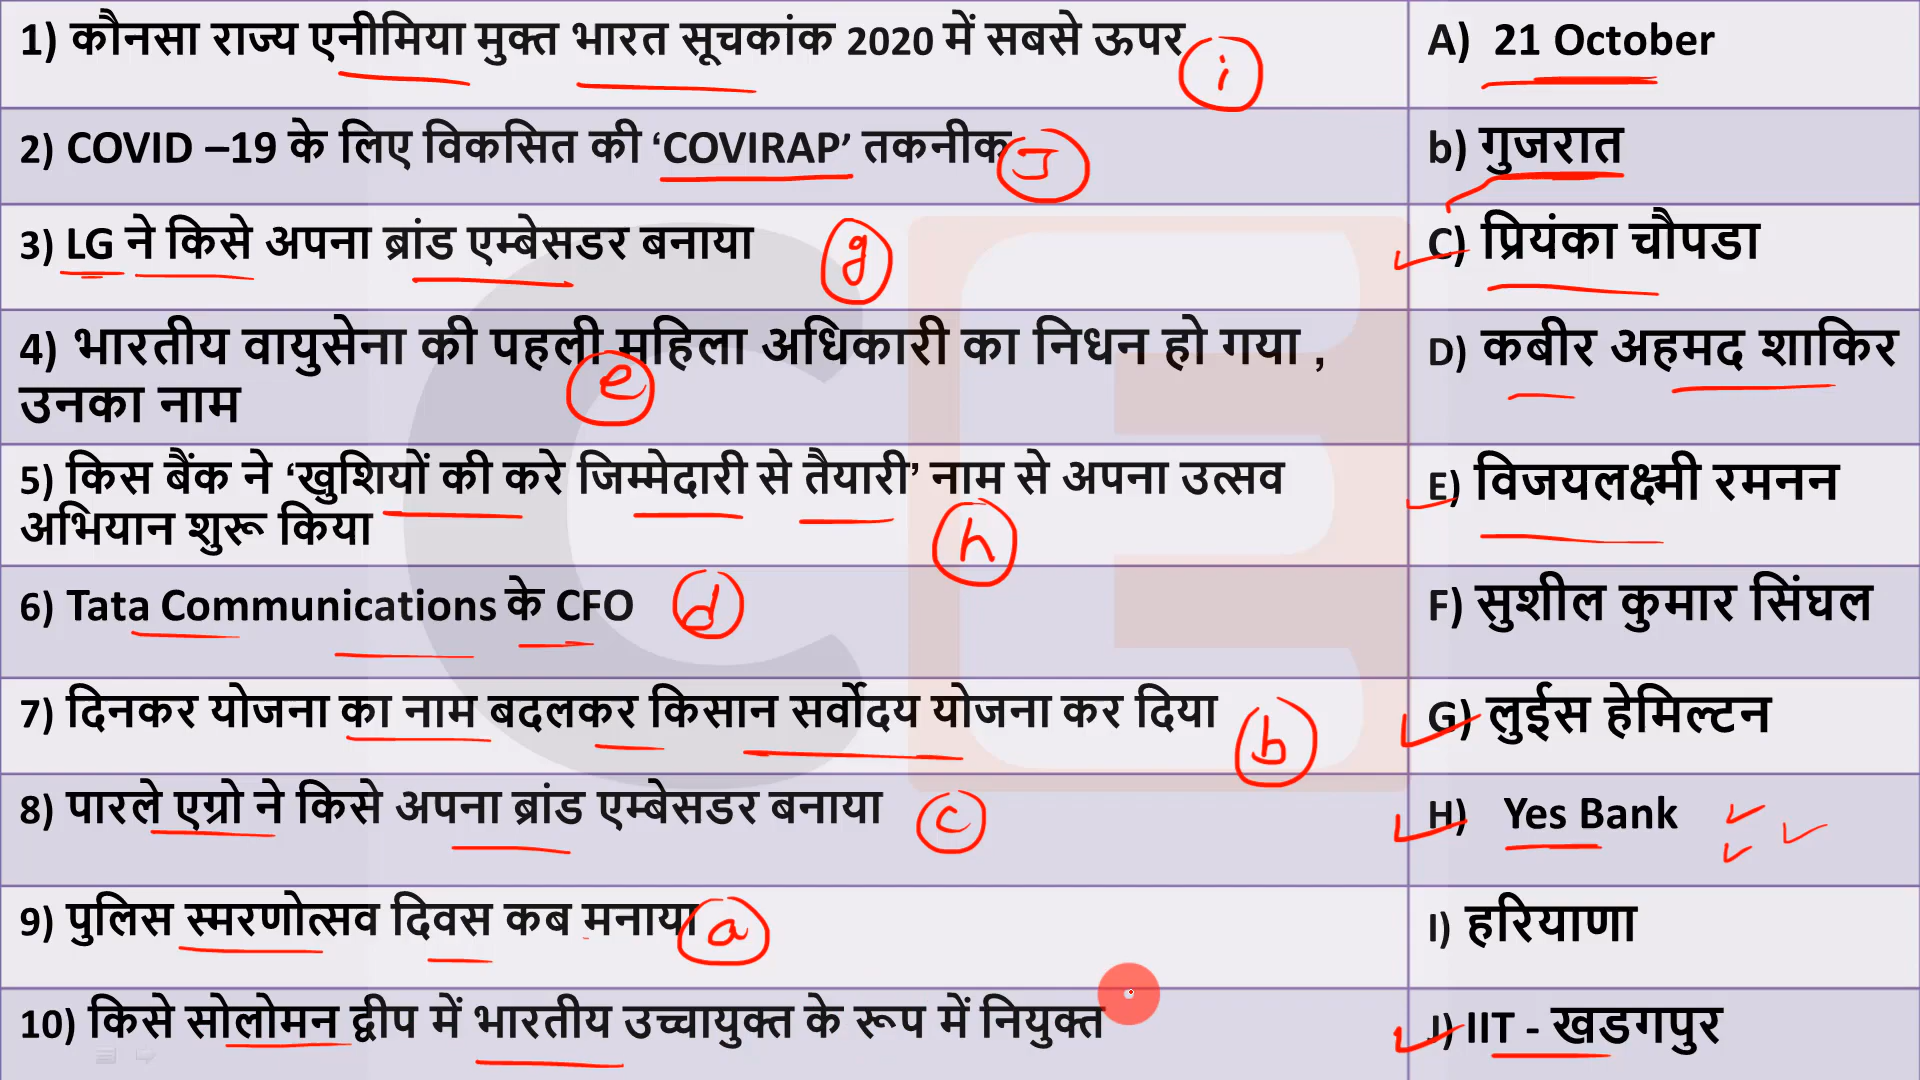 1) कौनसा राज्य एनीमिया मुक्त भारत सूचकांक 2020 में सबसे ऊपर i
A) 21 October
2) COVID –19 के लिए विकसित की ‘COVIRAP’ तकनीक J
b) गुजरात
3) LG ने किसे अपना ब्रांड एम्बेसडर बनाया g
C) प्रियंका चौपडा
4) भारतीय वायुसेना की पहली महिला अधिकारी का निधन हो गया ,
उनका नाम e
D) कबीर अहमद शाकिर
5) किस बैंक ने ‘खुशियों की करे जिम्मेदारी से तैयारी’ नाम से अपना उत्सव
अभियान शुरू किया h
E) विजयलक्ष्मी रमनन
6) Tata Communications के CFO d
F) सुशील कुमार सिंघल
7) दिनकर योजना का नाम बदलकर किसान सर्वोदय योजना कर दिया b
G) लुईस हेमिल्टन
8) पारले एग्रो ने किसे अपना ब्रांड एम्बेसडर बनाया c
H) Yes Bank
9) पुलिस स्मरणोत्सव दिवस कब मनाया a
I) हरियाणा
10) किसे सोलोमन द्वीप में भारतीय उच्चायुक्त के रूप में नियुक्त
J) IIT - खडगपुर
CE